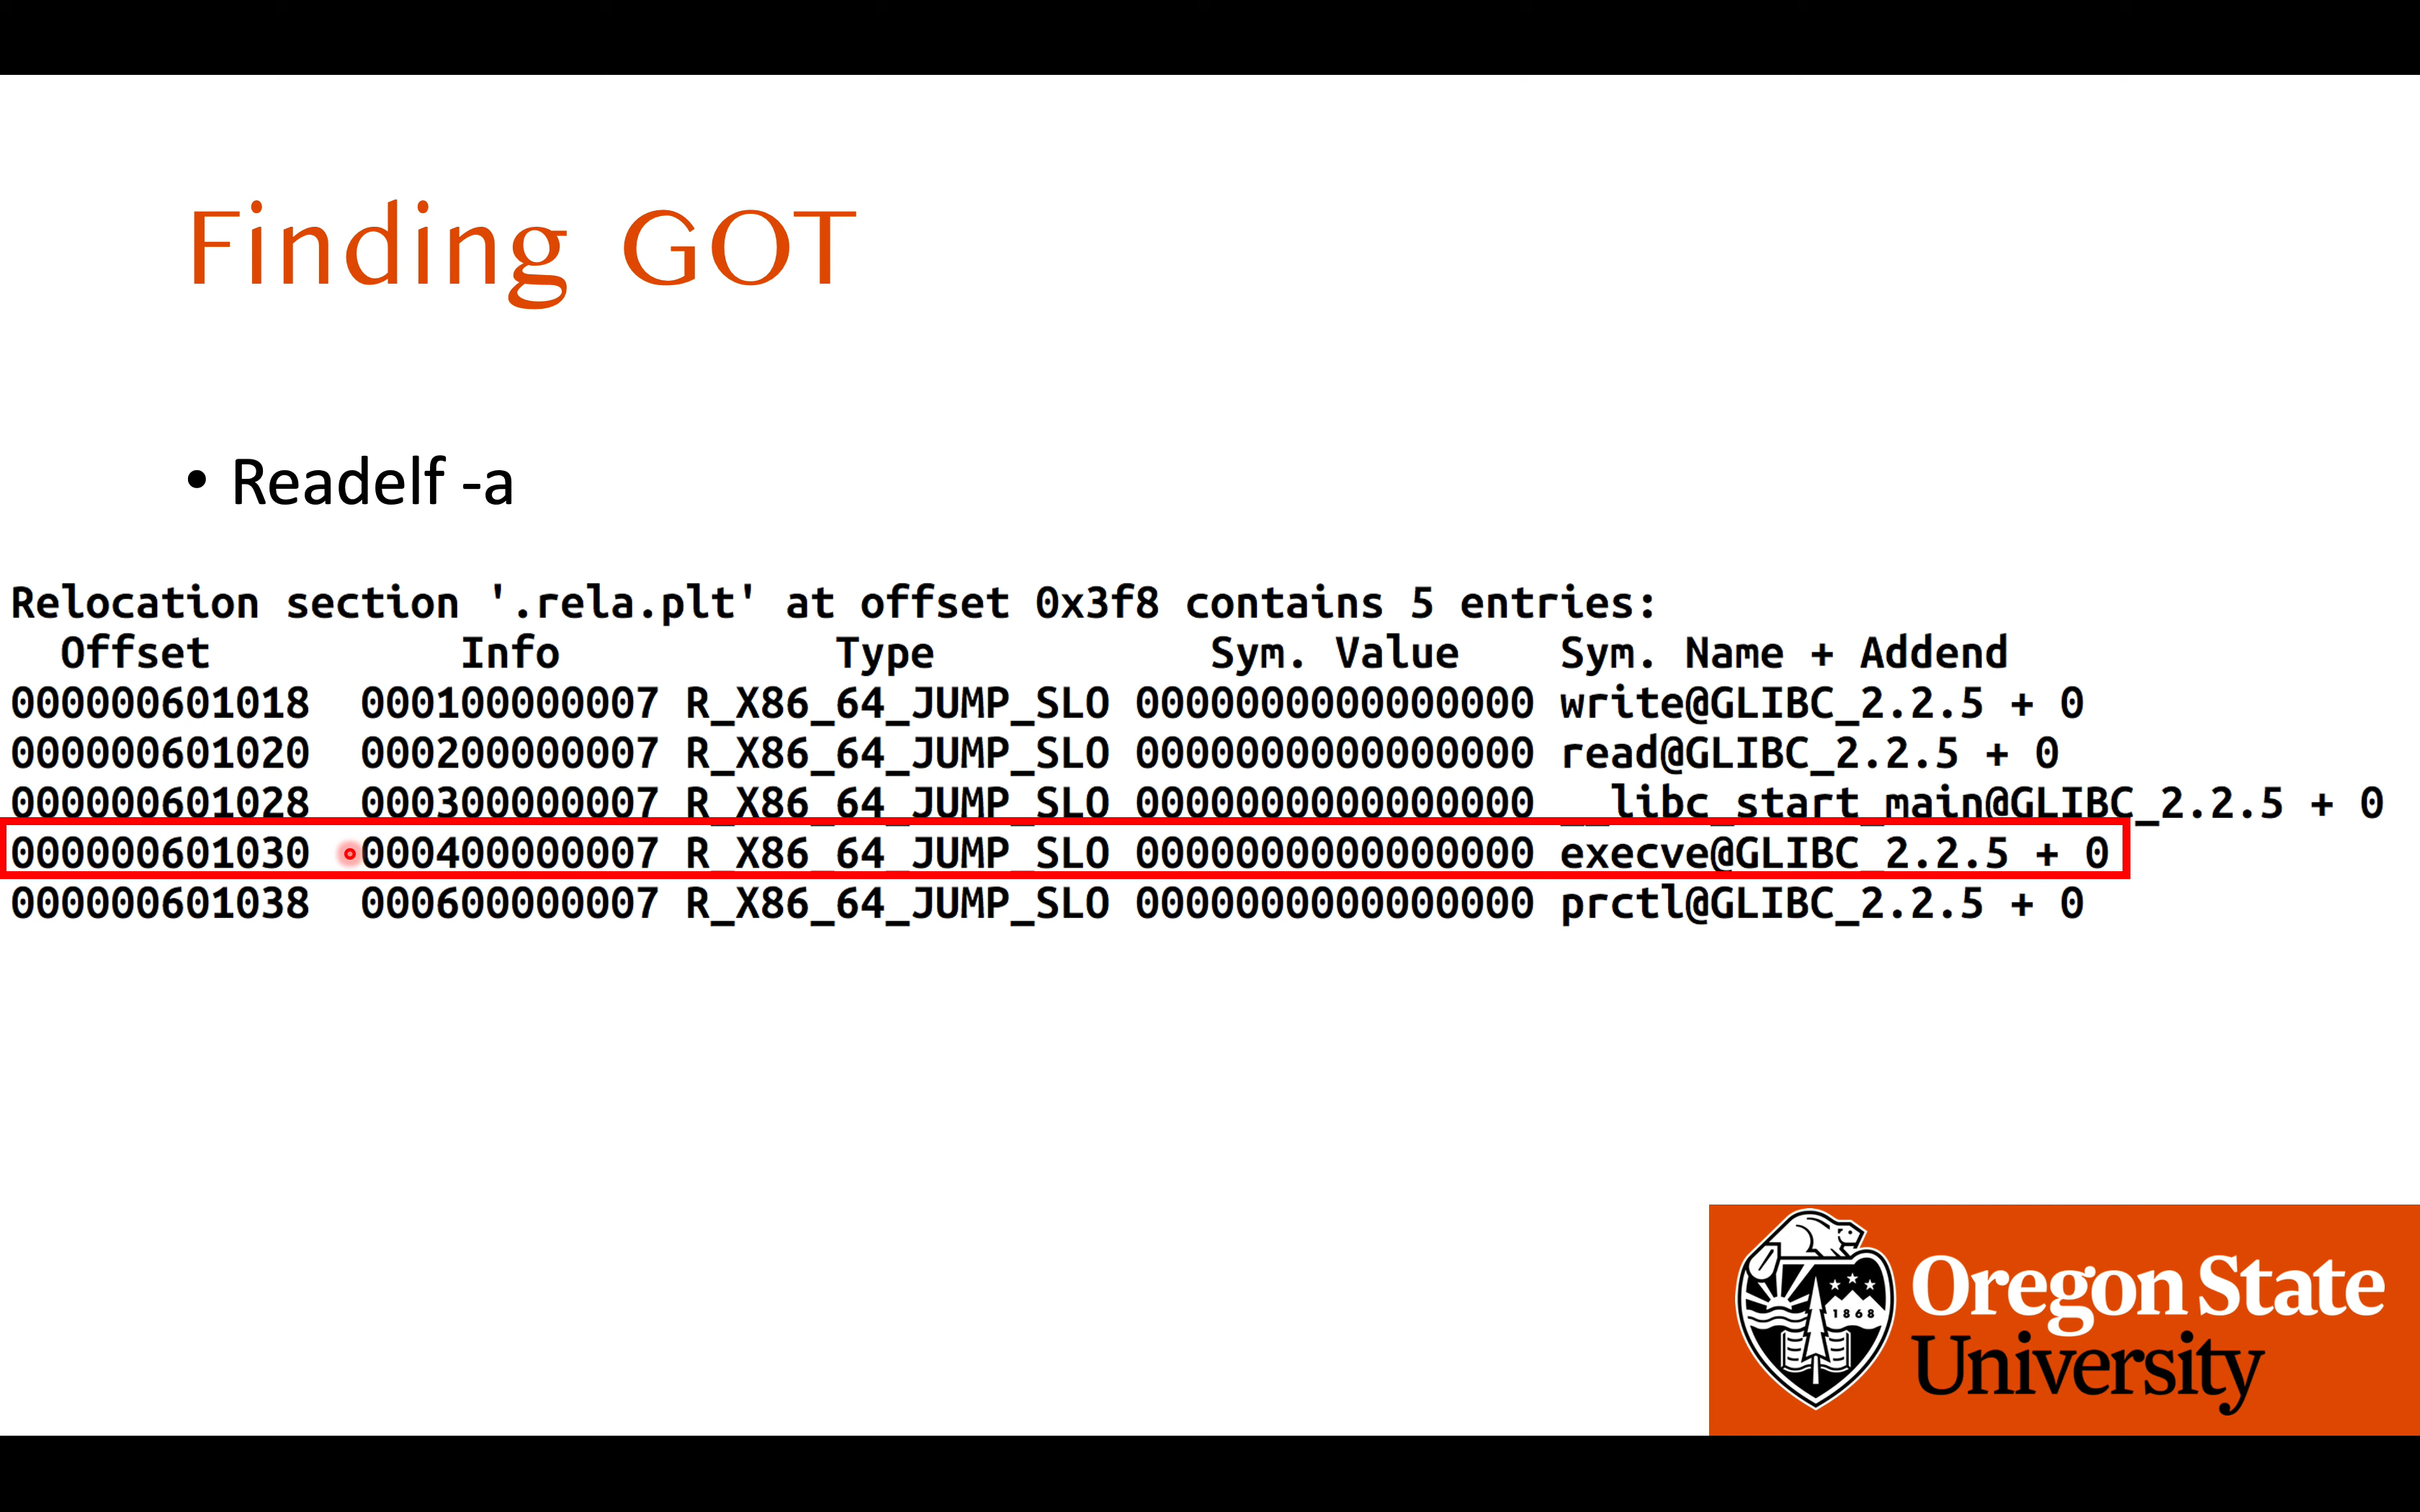 Finding GOT
• Readelf -a
Relocation section '.rela.plt' at offset 0x3f8 contains 5 entries:
Offset Info Type Sym. Value Sym. Name + Addend
000000601018 000100000007 R_X86_64_JUMP_SLO 0000000000000000 write@GLIBC_2.2.5 + 0
000000601020 000200000007 R_X86_64_JUMP_SLO 0000000000000000 read@GLIBC_2.2.5 + 0
000000601028 000300000007 R_X86_64_JUMP_SLO 0000000000000000 __libc_start_main@GLIBC_2.2.5 + 0
000000601030 000400000007 R_X86_64_JUMP_SLO 0000000000000000 execve@GLIBC_2.2.5 + 0
000000601038 000600000007 R_X86_64_JUMP_SLO 0000000000000000 prctl@GLIBC_2.2.5 + 0
1868
Oregon State
University